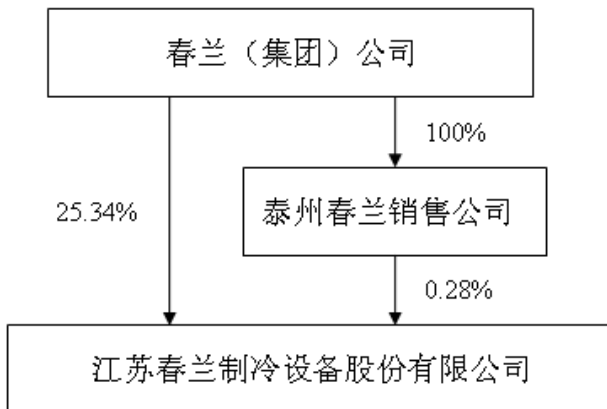 春兰（集团）公司
100%
25.34%
泰州春兰销售公司
0.28%
江苏春兰制冷设备股份有限公司